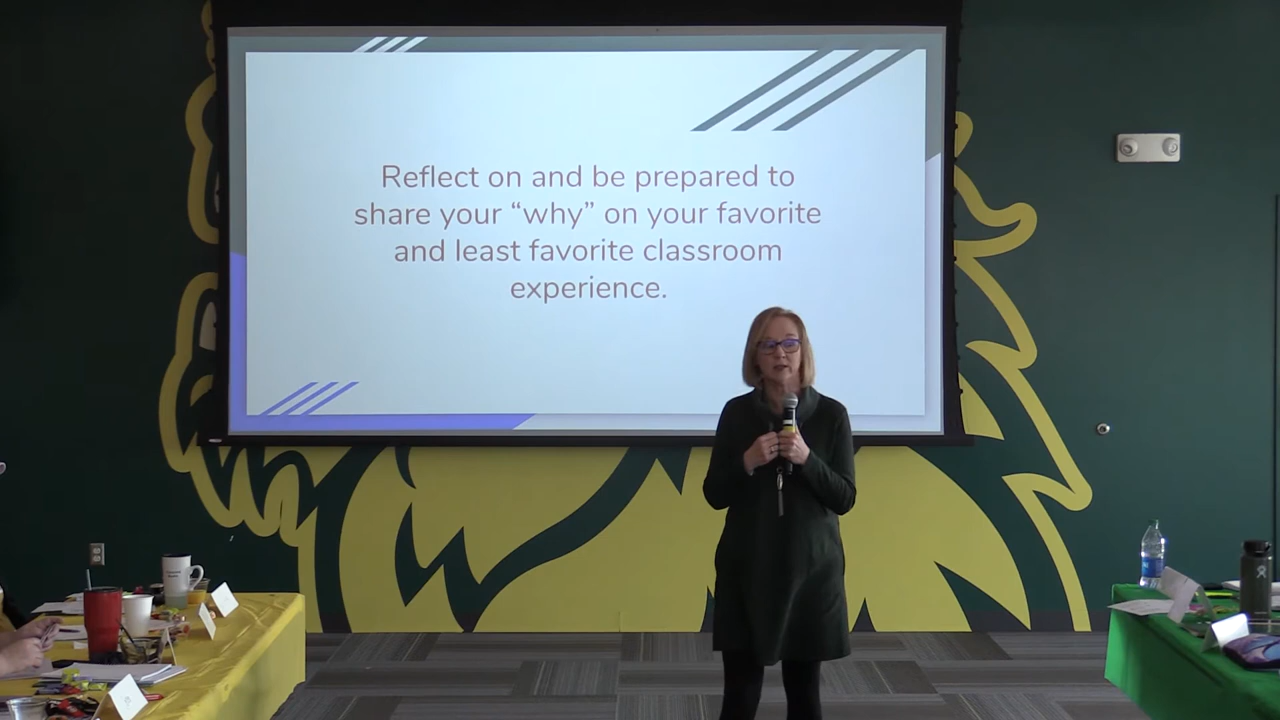 Reflect on and be prepared to
share your “why” on your favorite
and least favorite classroom
experience.